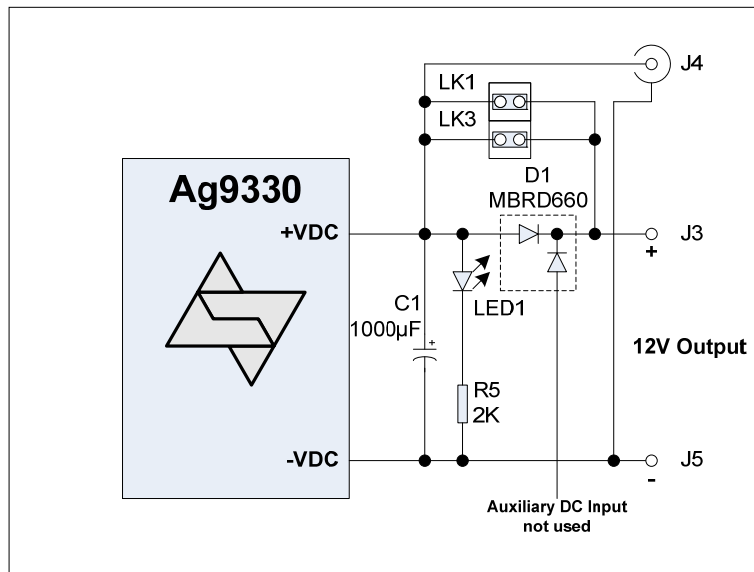 J4
LK1
LK3
D1
MBRD660
Ag9330
+VDC
J3
+
LED1
C1
1000µF
+
12V Output
R5
2K
-VDC
J5
-
Auxiliary DC Input
not used